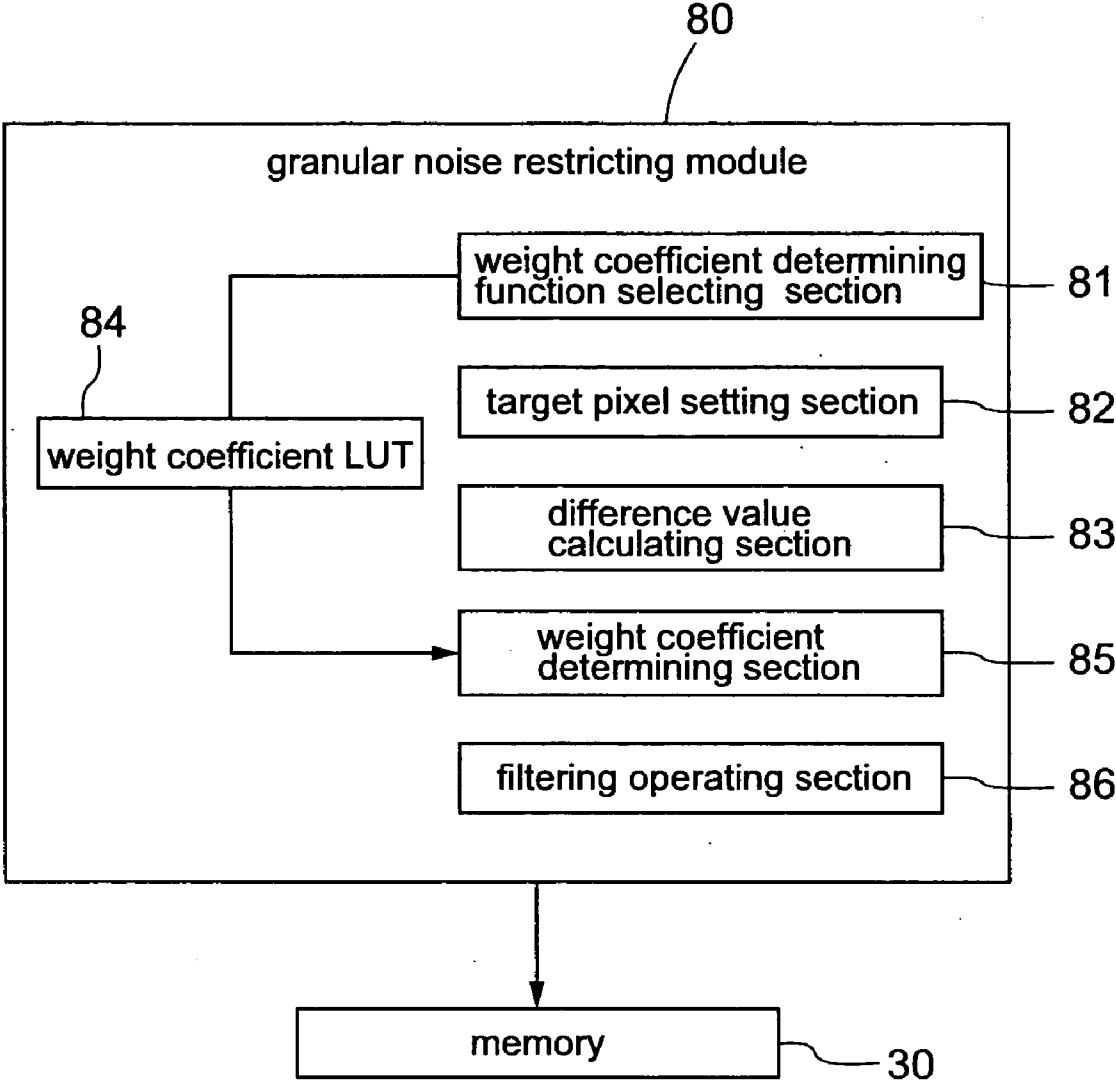 80
granular noise restricting module
weight coefficient determining
function selecting section
81
84
target pixel setting section
82
weight coefficient LUT
difference value
calculating section
83
weight coefficient
determining section
85
filtering operating section
86
memory
30